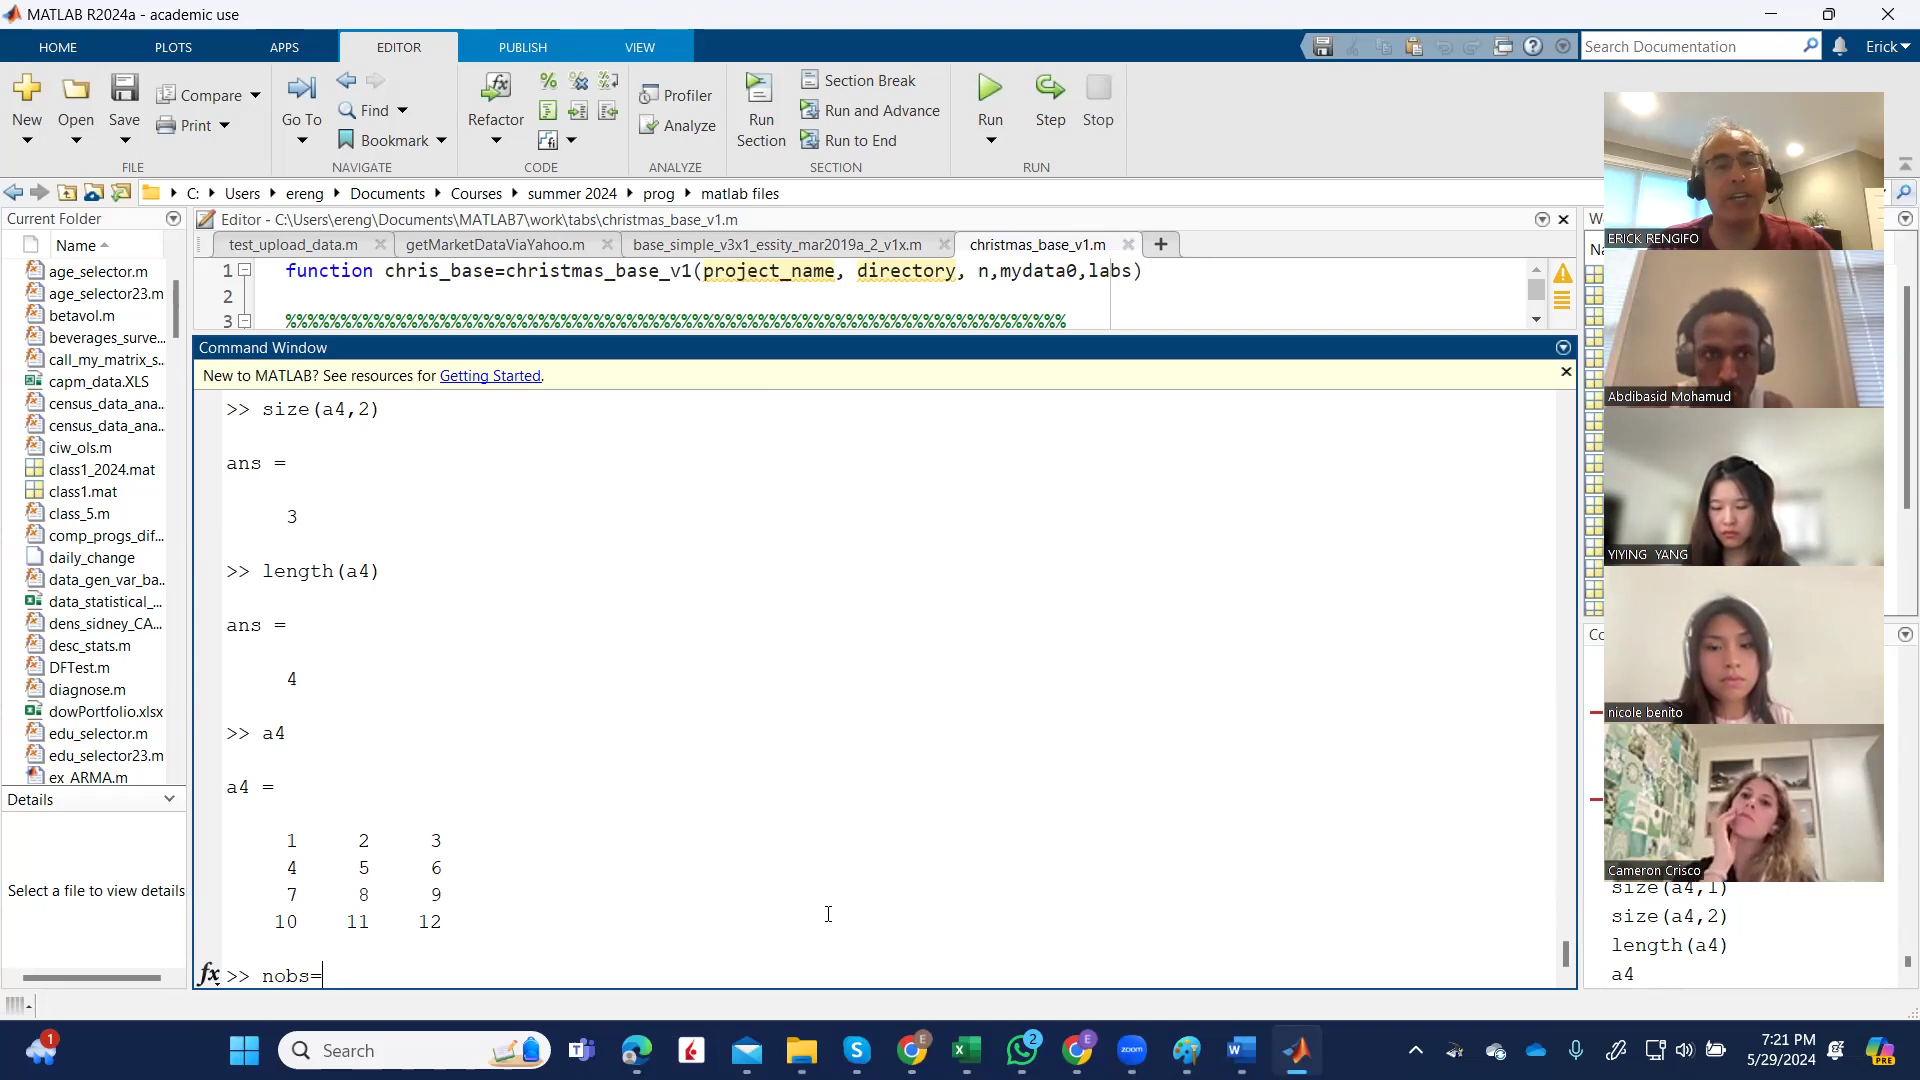 MATLAB R2024a - academic use
HOME PLOTS APPS EDITOR PUBLISH VIEW
Search Documentation
Erick
New
Open
Save
Compare
Print
FILE
Go To
Find
Bookmark
NAVIGATE
Refactor
CODE
Profiler
Analyze
ANALYZE
Run Section
Section Break
Run and Advance
Run to End
SECTION
Run
Step
Stop
RUN
C: Users ereng Documents Courses summer 2024 prog matlab files
Current Folder
Name
age_selector.m
age_selector23.m
betavol.m
beverages_surve...
call_my_matrix_s...
capm_data.XLS
census_data_ana...
census_data_ana...
ciw_ols.m
class1_2024.mat
class1.mat
class_5.m
comp_progs_dif...
daily_change
data_gen_var_ba...
data_statistical_...
dens_sidney_CA...
desc_stats.m
DFTest.m
diagnose.m
dowPortfolio.xlsx
edu_selector.m
edu_selector23.m
ex_ARMA.m
Details
Select a file to view details
Editor - C:\Users\ereng\Documents\MATLAB7\work\tabs\christmas_base_v1.m
test_upload_data.m getMarketDataViaYahoo.m base_simple_v3x1_essity_mar2019a_2_v1x.m christmas_base_v1.m
1 function chris_base=christmas_base_v1(project_name, directory, n,mydata0,labs)
2
3
Command Window
New to MATLAB? See resources for Getting Started.
>> size(a4,2)
ans =
3
>> length(a4)
ans =
4
>> a4
a4 =
1 2 3
4 5 6
7 8 9
10 11 12
fx >> nobs=
ERICK RENGIFO
Abdibasid Mohamud
YIYING YANG
nicole benito
Cameron Crisco
size(a4,1)
size(a4,2)
length(a4)
a4
1
Search
E
2
E
zoom
7:21 PM
5/29/2024
PRE